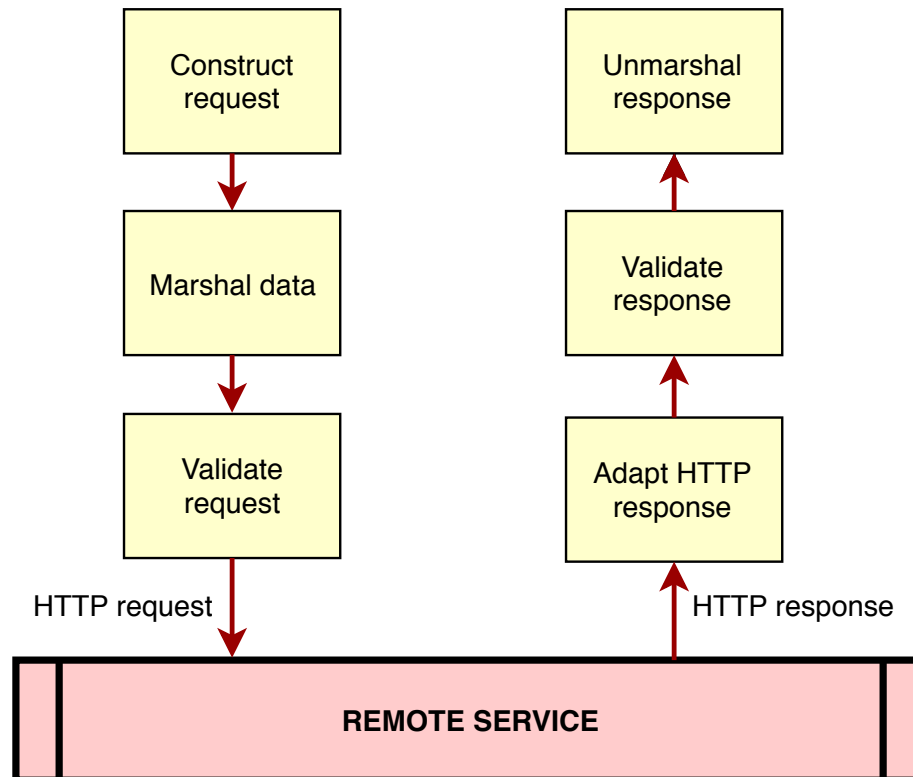 Construct
request
Unmarshal
response
Marshal data
Validate
response
Validate
request
Adapt HTTP
response
HTTP request
HTTP response
REMOTE SERVICE